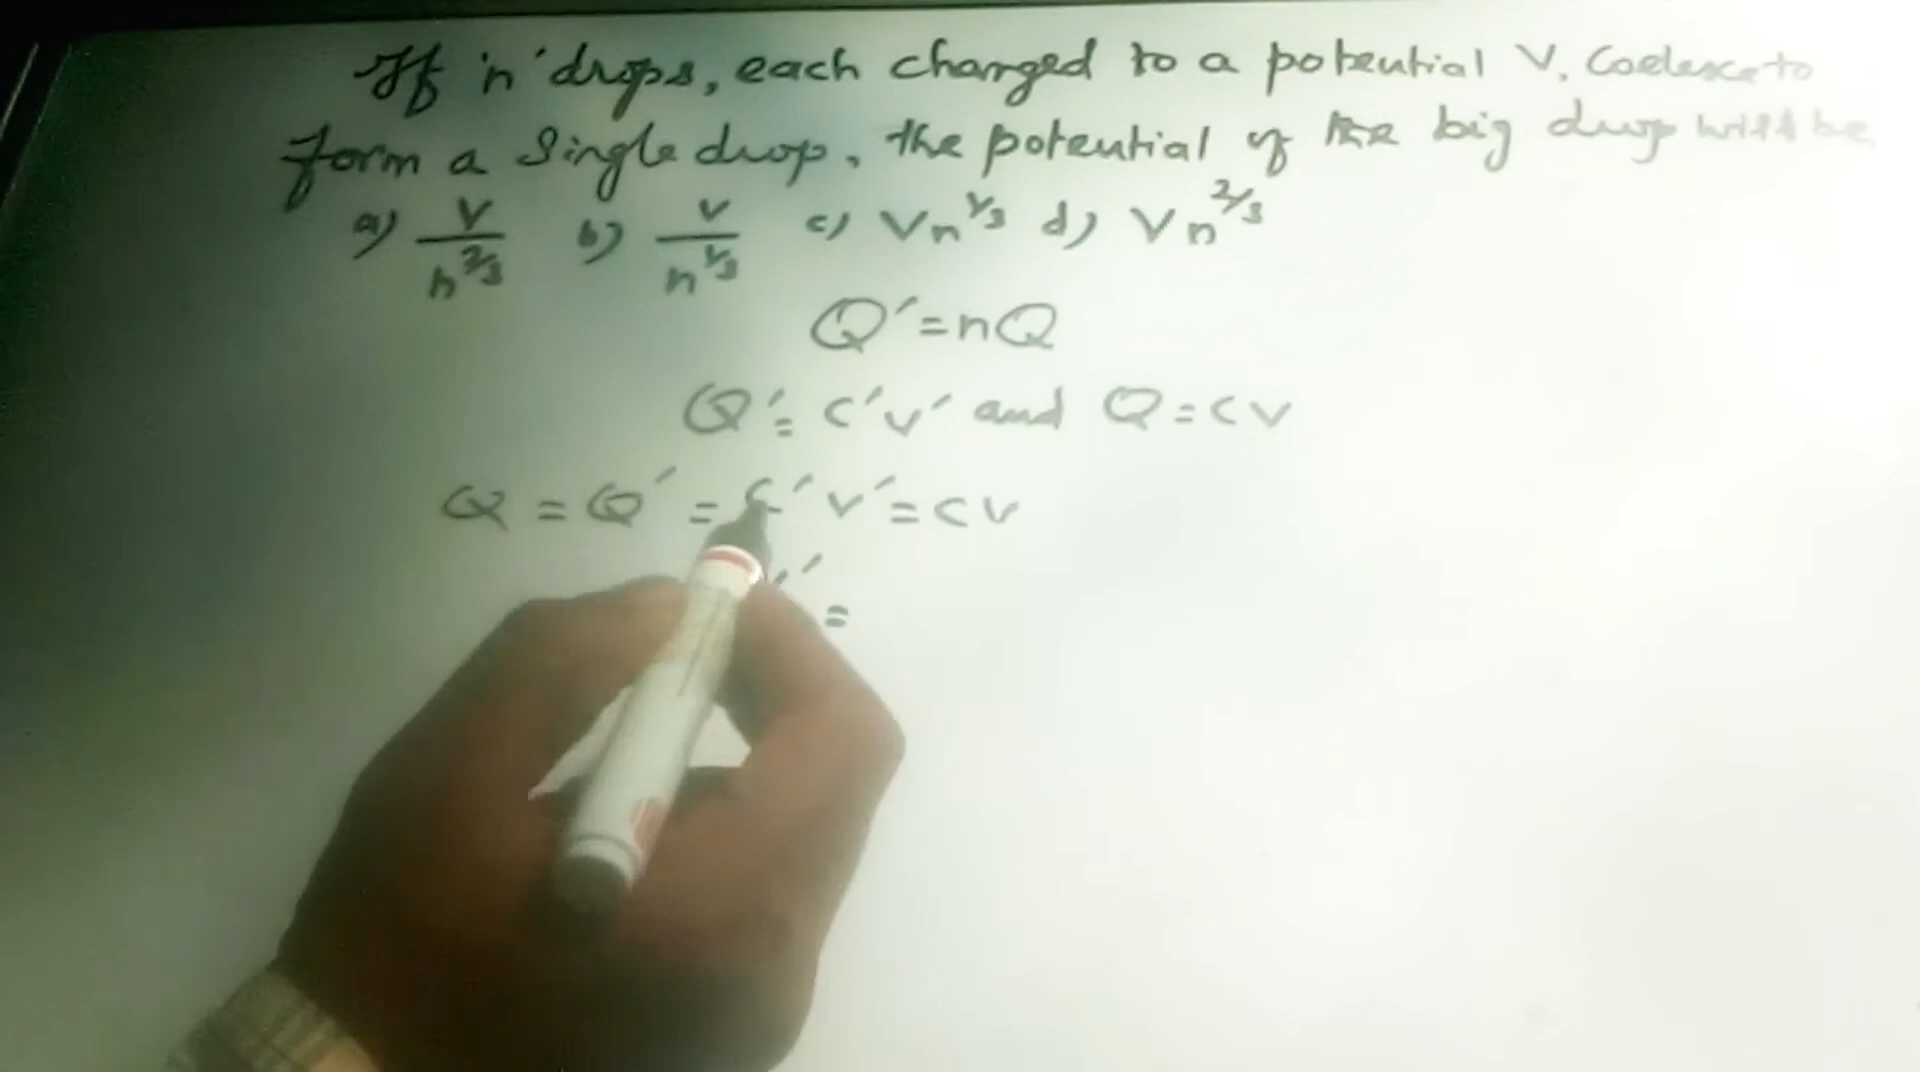 If 'n' drops, each charged to a potential V, Coalesce to
form a Single drop, the potential of the big drop will be
a) V/n^2/3 b) V/n^1/3 c) Vn^1/3 d) Vn^2/3
Q′=nQ
Q′= C′V′ and Q=CV
Q = Q′ = C′V′=CV
′ =